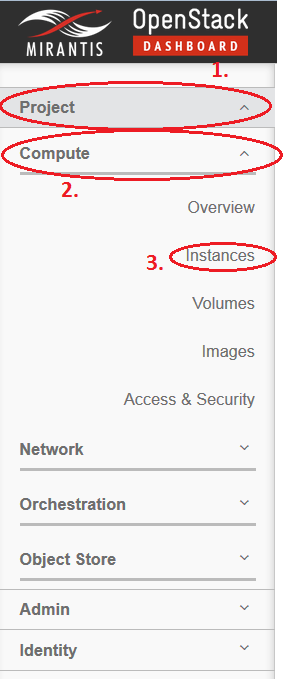 MIRANTIS
OpenStack
DASHBOARD
1.
Project
Compute
2.
Overview
3. Instances
Volumes
Images
Access & Security
Network
Orchestration
Object Store
Admin
Identity